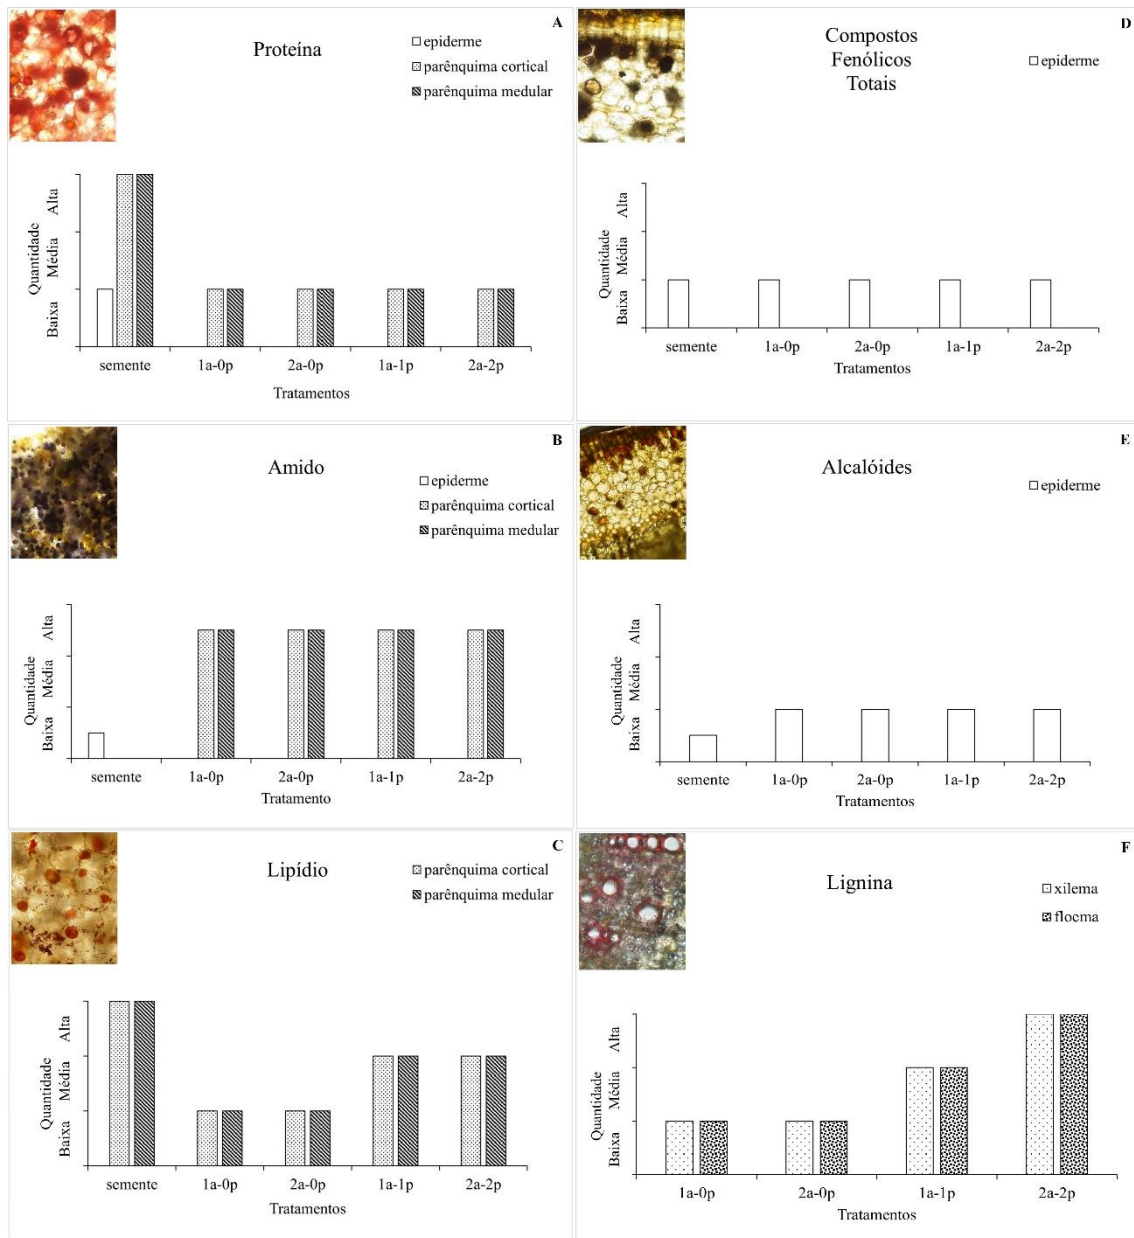 A
Proteína
epiderme
parênquima cortical
parênquima medular
Quantidade
Baixa Média Alta
semente 1a-0p 2a-0p 1a-1p 2a-2p
Tratamentos
B
Amido
epiderme
parênquima cortical
parênquima medular
Quantidade
Baixa Média Alta
semente 1a-0p 2a-0p 1a-1p 2a-2p
Tratamento
C
Lipídio
parênquima cortical
parênquima medular
Quantidade
Baixa Média Alta
semente 1a-0p 2a-0p 1a-1p 2a-2p
Tratamentos
D
Compostos
Fenólicos
Totais
epiderme
Quantidade
Baixa Média Alta
semente 1a-0p 2a-0p 1a-1p 2a-2p
Tratamentos
E
Alcalóides
epiderme
Quantidade
Baixa Média Alta
semente 1a-0p 2a-0p 1a-1p 2a-2p
Tratamentos
F
Lignina
xilema
floema
Quantidade
Baixa Média Alta
1a-0p 2a-0p 1a-1p 2a-2p
Tratamentos